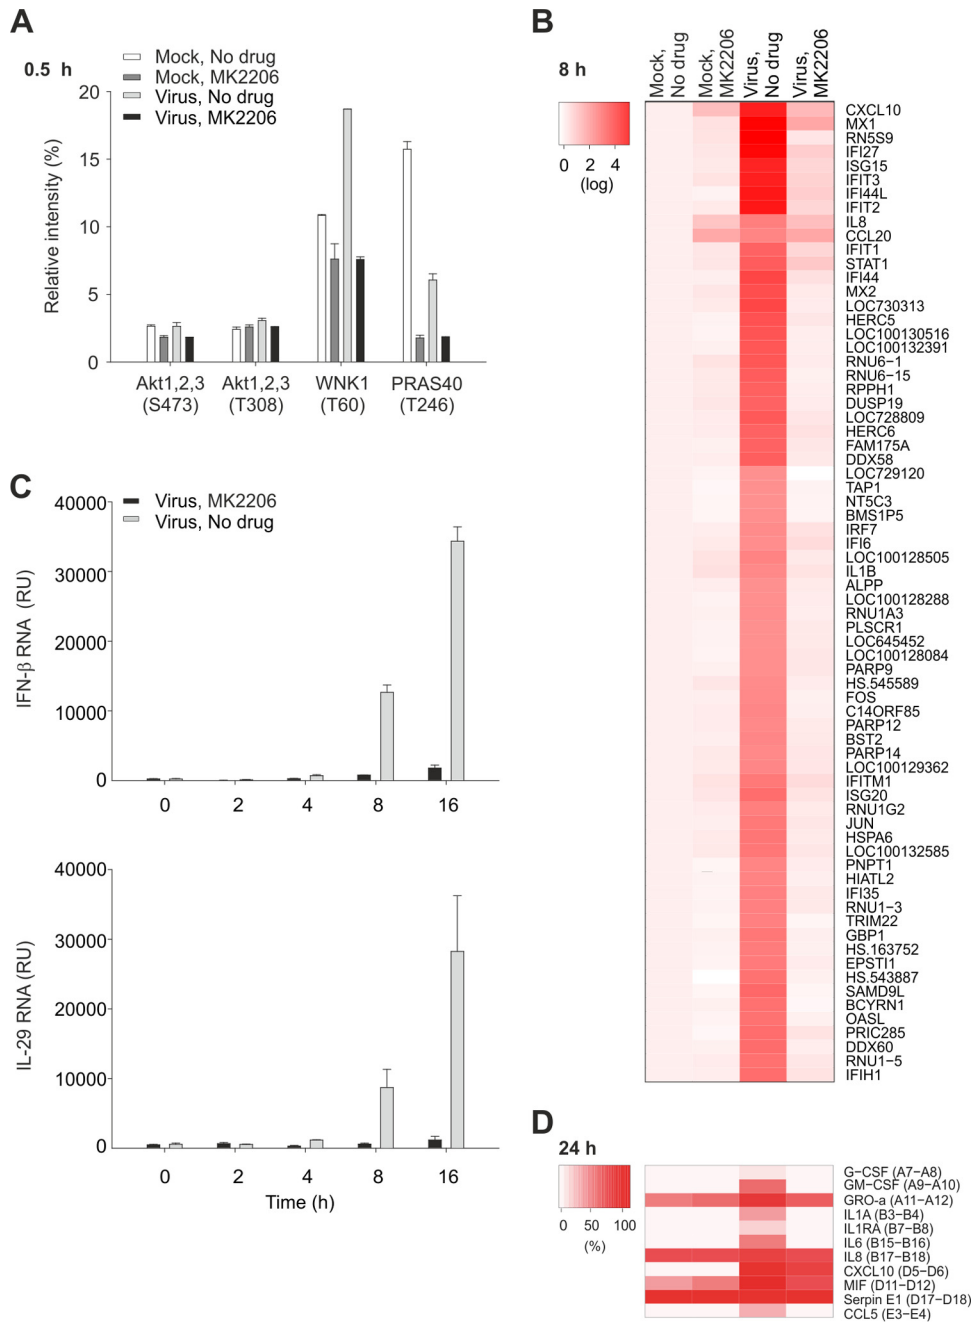 A
0.5 h
Mock, No drug
Mock, MK2206
Virus, No drug
Virus, MK2206
Relative intensity (%)
20
15
10
5
0
Akt1,2,3
(S473)
Akt1,2,3
(T308)
WNK1
(T60)
PRAS40
(T246)
B
8 h
Mock,
No drug
Mock,
MK2206
Virus,
No drug
Virus,
MK2206
0 2 4
(log)
CXCL10
MX1
RN5S9
IFI27
ISG15
IFIT3
IFI44L
IFIT2
IL8
CCL20
IFIT1
STAT1
IFI44
MX2
LOC730313
HERC5
LOC100130516
LOC100132391
RNU6−1
RNU6−15
RPPH1
DUSP19
LOC728809
HERC6
FAM175A
DDX58
LOC729120
TAP1
NT5C3
BMS1P5
IRF7
IFI6
LOC100128505
IL1B
ALPP
LOC100128288
RNU1A3
PLSCR1
LOC645452
LOC100128084
PARP9
HS.545589
FOS
C14ORF85
PARP12
BST2
PARP14
LOC100129362
IFITM1
ISG20
RNU1G2
JUN
HSPA6
LOC100132585
PNPT1
HIATL2
IFI35
RNU1−3
TRIM22
GBP1
HS.163752
EPSTI1
HS.543887
SAMD9L
BCYRN1
OASL
PRIC285
DDX60
RNU1−5
IFIH1
C
Virus, MK2206
Virus, No drug
IFN-β RNA (RU)
40000
30000
20000
10000
0
0 2 4 8 16
IL-29 RNA (RU)
40000
30000
20000
10000
0
0 2 4 8 16
Time (h)
D
24 h
0 50 100
(%)
G−CSF (A7−A8)
GM−CSF (A9−A10)
GRO-a (A11−A12)
IL1A (B3−B4)
IL1RA (B7−B8)
IL6 (B15−B16)
IL8 (B17−B18)
CXCL10 (D5−D6)
MIF (D11−D12)
Serpin E1 (D17−D18)
CCL5 (E3−E4)